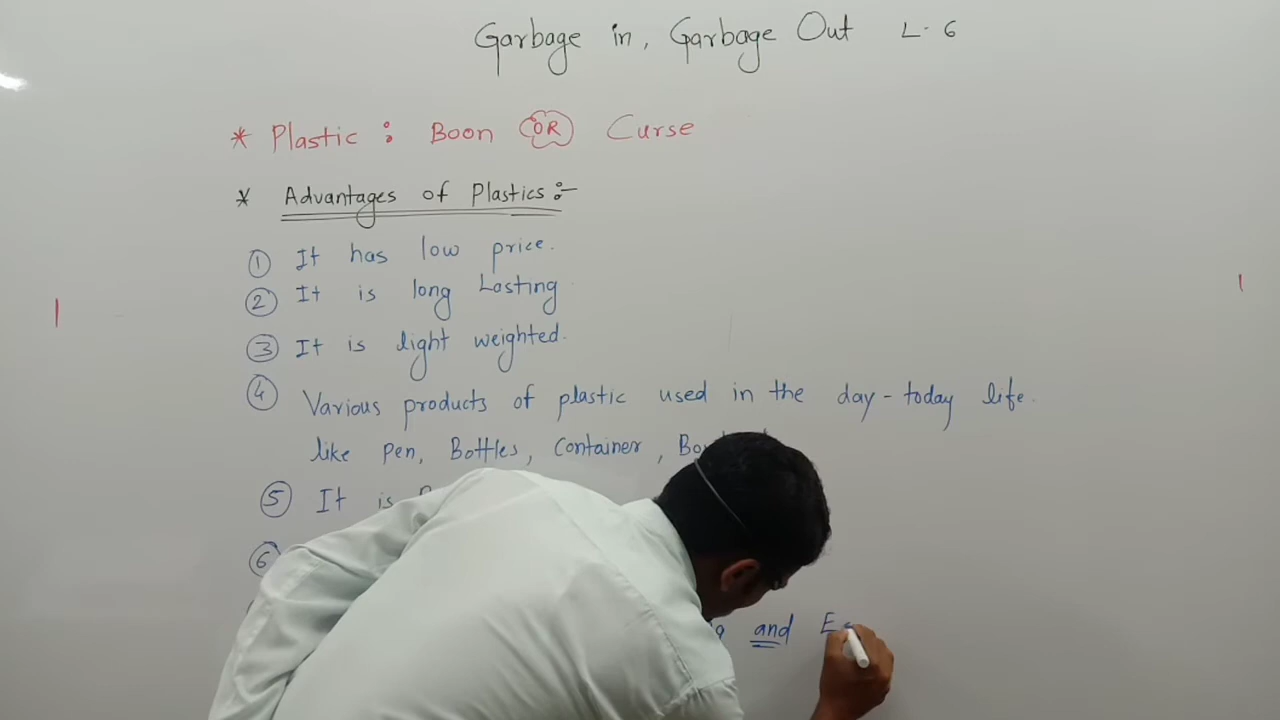 Garbage in, Garbage Out L. 6
* Plastic : Boon OR Curse
* Advantages of Plastics :-
① It has low price.
② It is long Lasting
③ It is light weighted.
④ Various products of plastic used in the day - today life.
like Pen, Bottles, Container,
⑤ It is
⑥
and